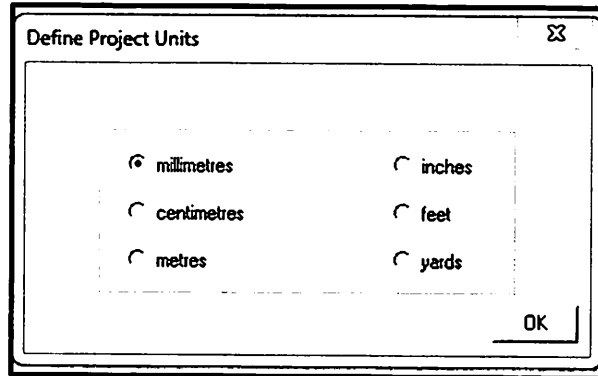 Define Project Units
millimetres
inches
centimetres
feet
metres
yards
OK